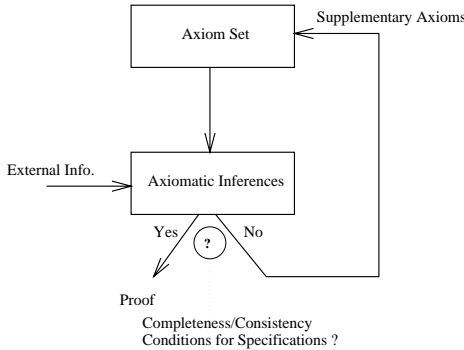 Supplementary Axioms
Axiom Set
External Info.
Axiomatic Inferences
Yes
?
No
Proof
Completeness/Consistency
Conditions for Specifications ?